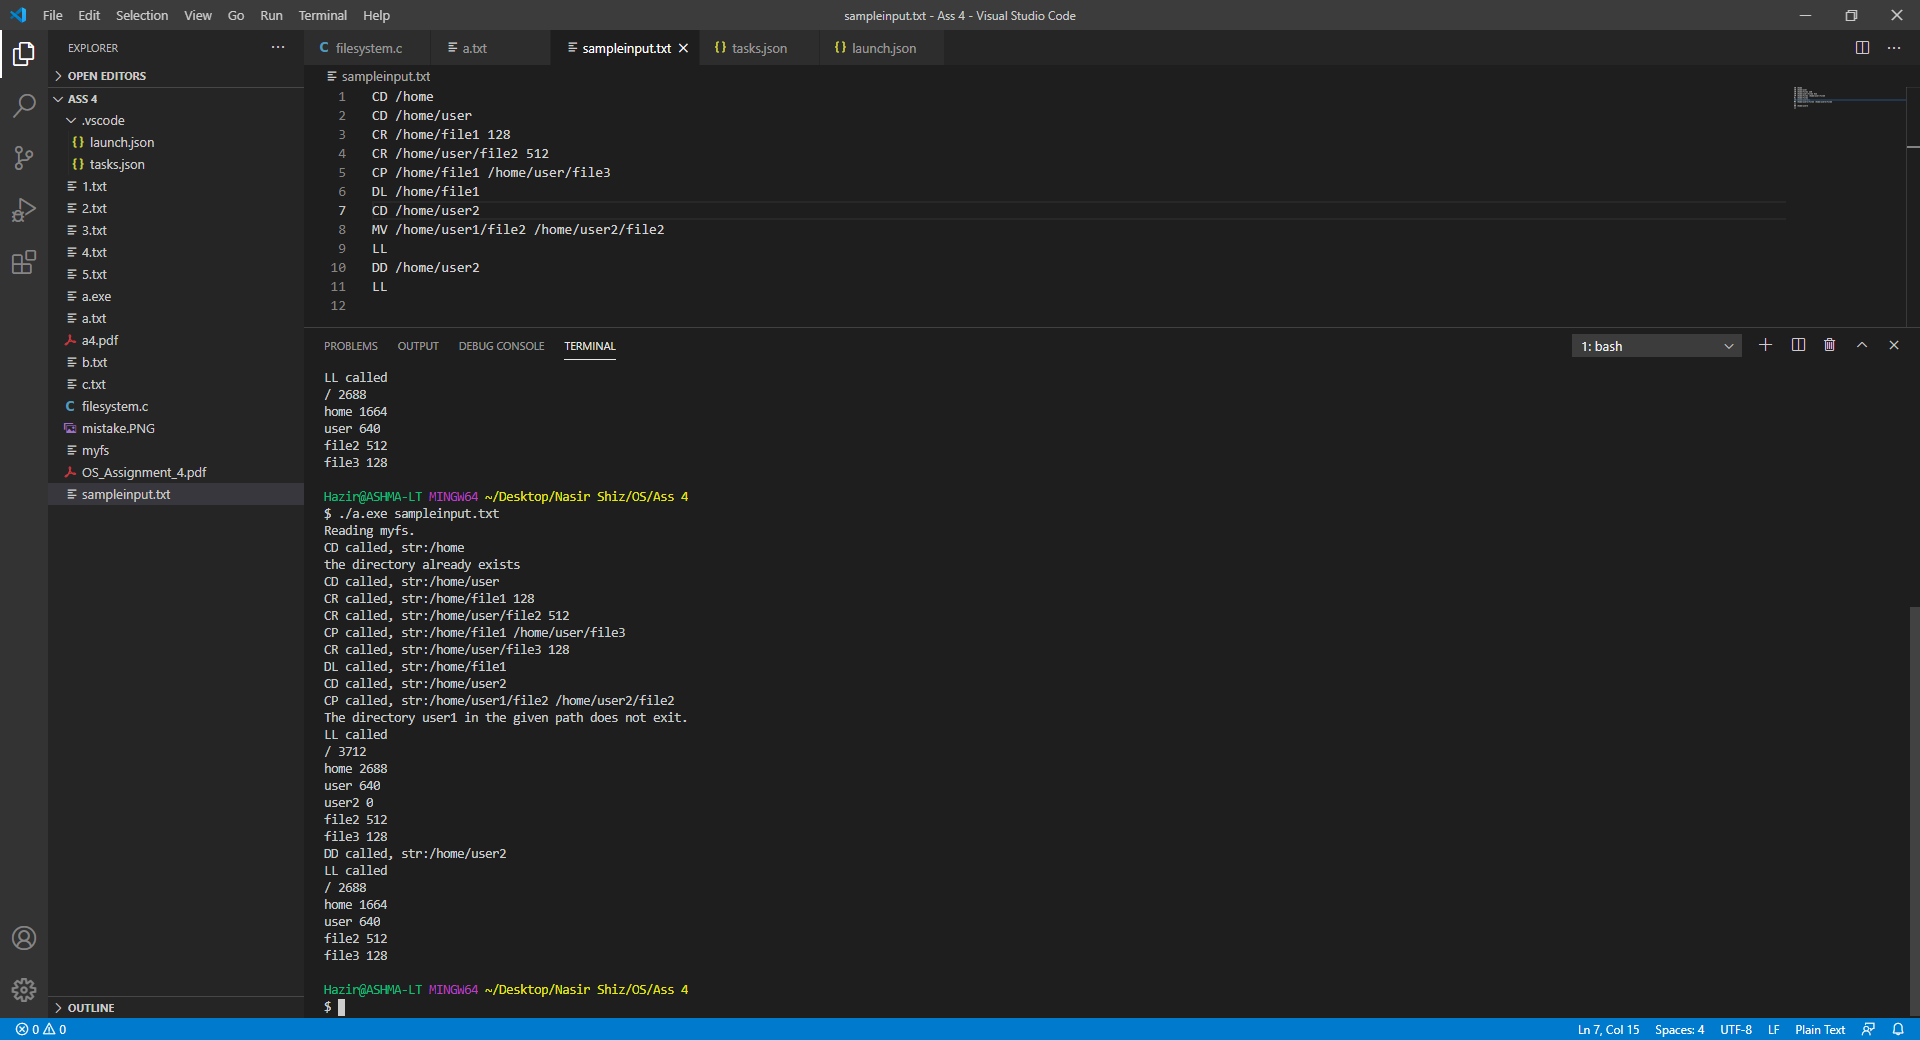 File Edit Selection View Go Run Terminal Help
sampleinput.txt - Ass 4 - Visual Studio Code
EXPLORER
OPEN EDITORS
ASS 4
.vscode
launch.json
tasks.json
1.txt
2.txt
3.txt
4.txt
5.txt
a.exe
a.txt
a4.pdf
b.txt
c.txt
filesystem.c
mistake.PNG
myfs
OS_Assignment_4.pdf
sampleinput.txt
OUTLINE
filesystem.c a.txt sampleinput.txt tasks.json launch.json
sampleinput.txt
1 CD /home
2 CD /home/user
3 CR /home/file1 128
4 CR /home/user/file2 512
5 CP /home/file1 /home/user/file3
6 DL /home/file1
7 CD /home/user2
8 MV /home/user1/file2 /home/user2/file2
9 LL
10 DD /home/user2
11 LL
12
PROBLEMS OUTPUT DEBUG CONSOLE TERMINAL
1: bash
LL called
/ 2688
home 1664
user 640
file2 512
file3 128
Hazir@ASHMA-LT MINGW64 ~/Desktop/Nasir Shiz/OS/Ass 4
$ ./a.exe sampleinput.txt
Reading myfs.
CD called, str:/home
the directory already exists
CD called, str:/home/user
CR called, str:/home/file1 128
CR called, str:/home/user/file2 512
CP called, str:/home/file1 /home/user/file3
CR called, str:/home/user/file3 128
DL called, str:/home/file1
CD called, str:/home/user2
CP called, str:/home/user1/file2 /home/user2/file2
The directory user1 in the given path does not exit.
LL called
/ 3712
home 2688
user 640
user2 0
file2 512
file3 128
DD called, str:/home/user2
LL called
/ 2688
home 1664
user 640
file2 512
file3 128
Hazir@ASHMA-LT MINGW64 ~/Desktop/Nasir Shiz/OS/Ass 4
$
0 0
Ln 7, Col 15 Spaces: 4 UTF-8 LF Plain Text